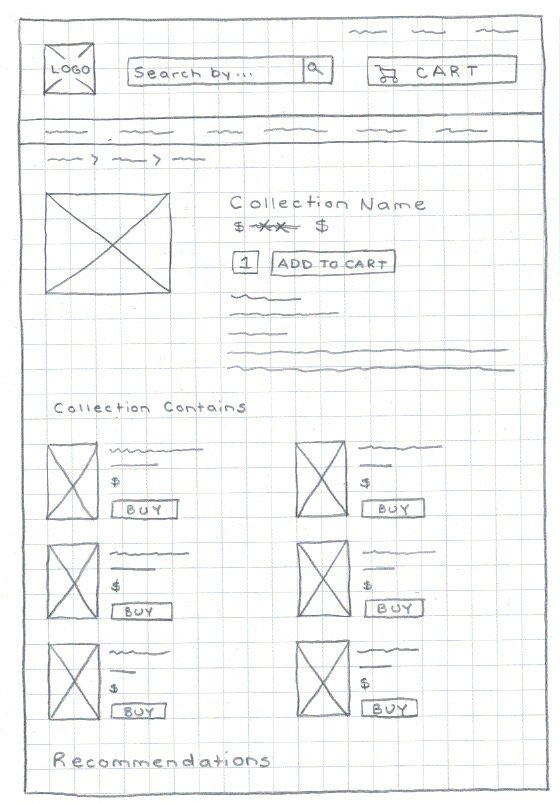 LOGO
Search by...
CART
> >
Collection Name
$ xx $
1 ADD TO CART
Collection Contains
$ $
BUY BUY
$ $
BUY BUY
$ $
BUY BUY
Recommendations